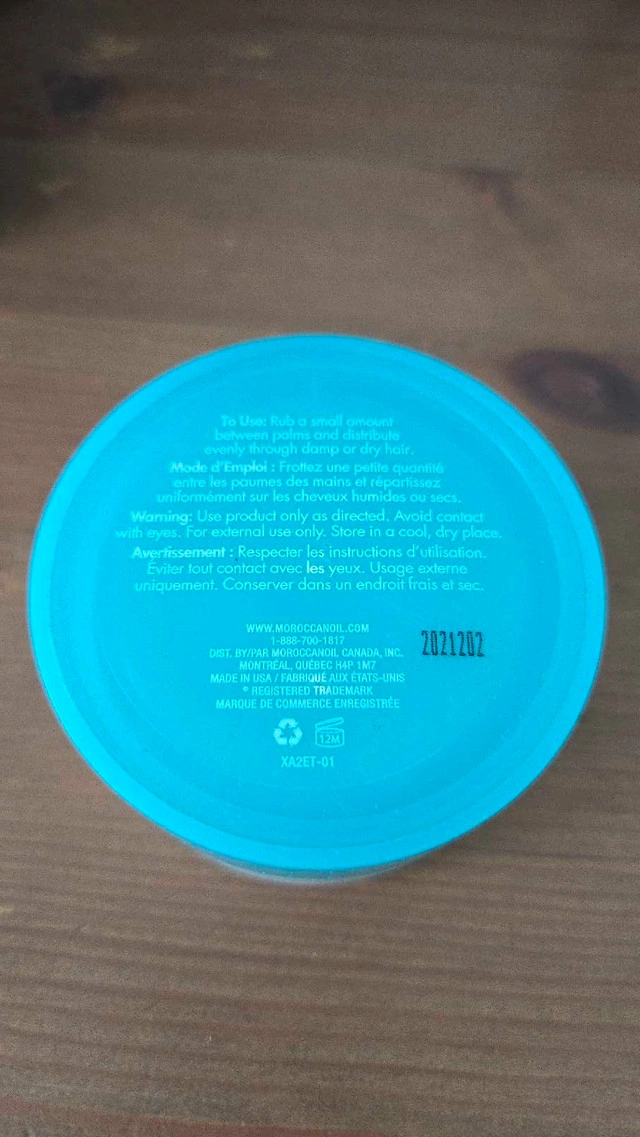 To Use: Rub a small amount
between palms and distribute
evenly through damp or dry hair.
Mode d'Emploi : Frottez une petite quantité
entre les paumes des mains et répartissez
uniformément sur les cheveux humides ou secs.
Warning: Use product only as directed. Avoid contact
with eyes. For external use only. Store in a cool, dry place.
Avertissement : Respecter les instructions d'utilisation.
Éviter tout contact avec les yeux. Usage externe
uniquement. Conserver dans un endroit frais et sec.
WWW.MOROCCANOIL.COM
1-888-700-1817
DIST. BY/PAR MOROCCANOIL CANADA, INC.
MONTRÉAL, QUÉBEC H4P 1M7
MADE IN USA / FABRIQUÉ AUX ÉTATS-UNIS
® REGISTERED TRADEMARK
MARQUE DE COMMERCE ENREGISTRÉE
2021202
12M
XA2ET-01